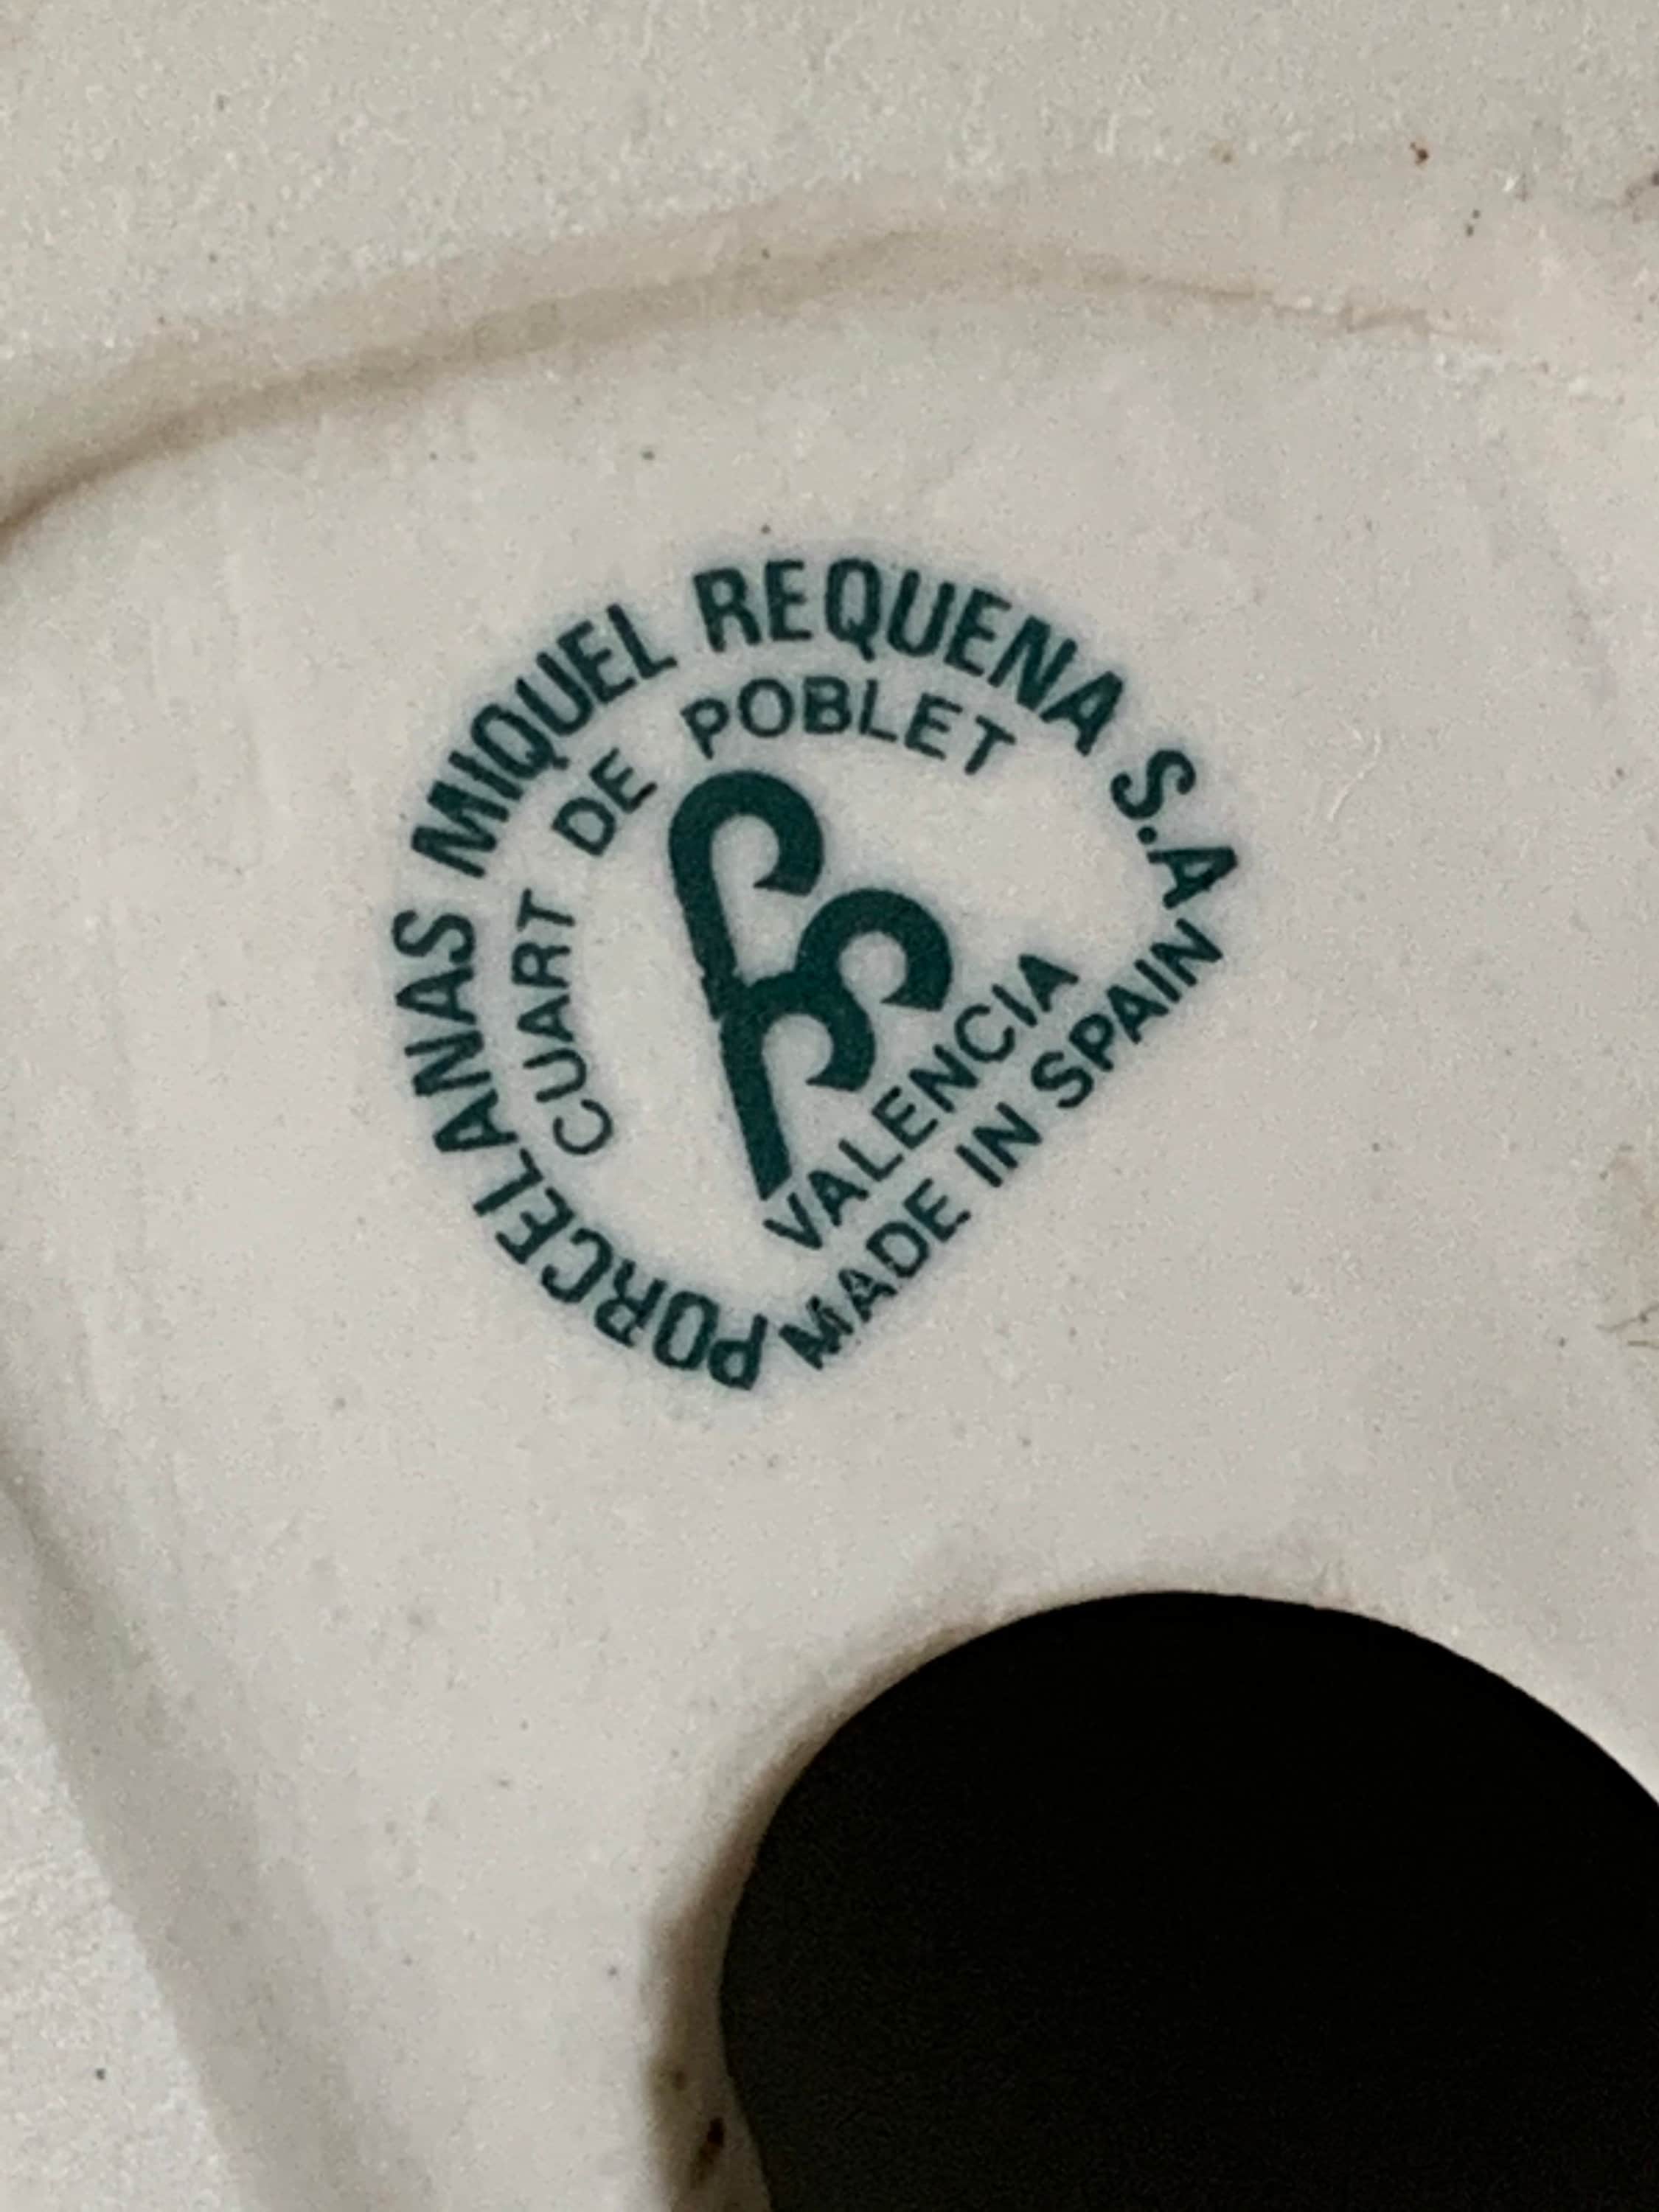 PORCELANAS MIQUEL REQUENA S.A
CUART DE POBLET
VALENCIA
MADE IN SPAIN